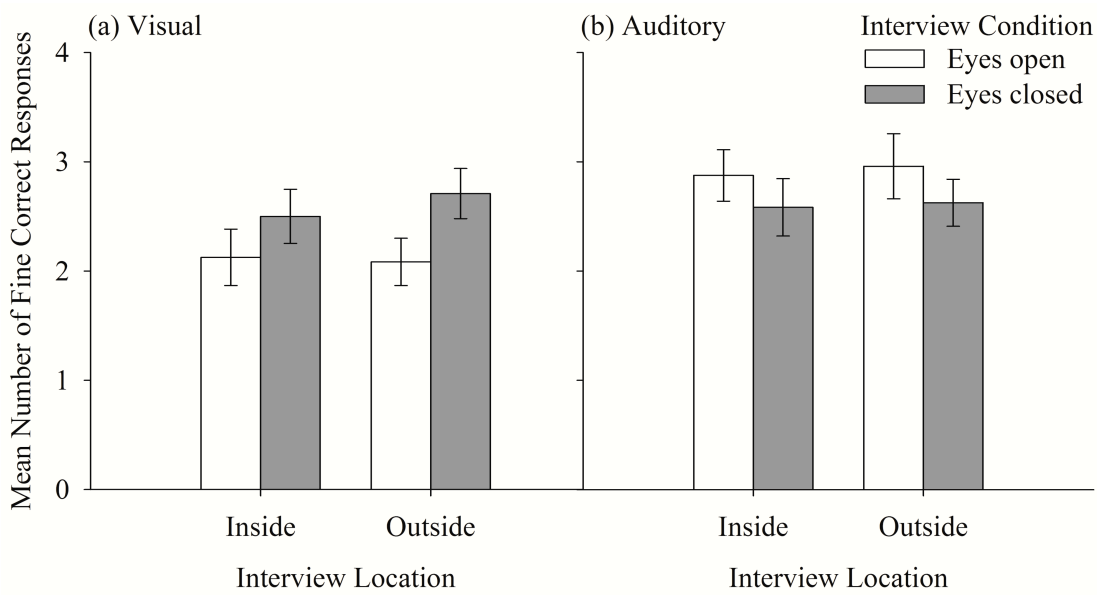 (a) Visual
(b) Auditory
Interview Condition
Eyes open
Eyes closed
Mean Number of Fine Correct Responses
4
3
2
1
0
Inside
Outside
Inside
Outside
Interview Location
Interview Location